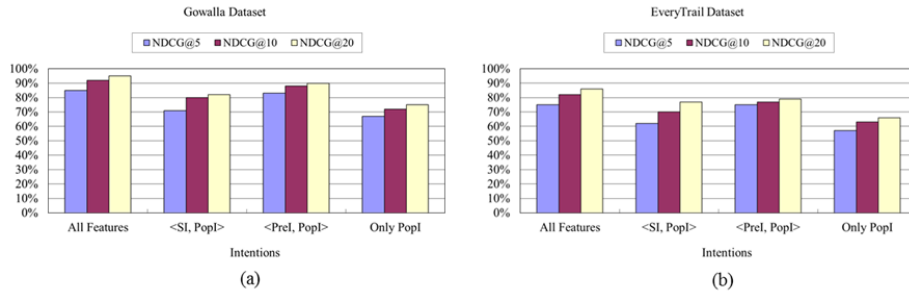 Gowalla Dataset
NDCG@5 NDCG@10 NDCG@20
100%
90%
80%
70%
60%
50%
40%
30%
20%
10%
0%
All Features <SI, PopI> <PreI, PopI> Only PopI
Intentions
(a)
EveryTrail Dataset
NDCG@5 NDCG@10 NDCG@20
100%
90%
80%
70%
60%
50%
40%
30%
20%
10%
0%
All Features <SI, PopI> <PreI, PopI> Only PopI
Intentions
(b)